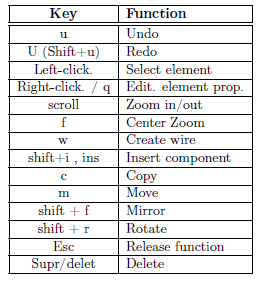 Key Function
u Undo
U (Shift+u) Redo
Left-click. Select element
Right-click. / q Edit. element prop.
scroll Zoom in/out
f Center Zoom
w Create wire
shift+i , ins Insert component
c Copy
m Move
shift + f Mirror
shift + r Rotate
Esc Release function
Supr/delet Delete